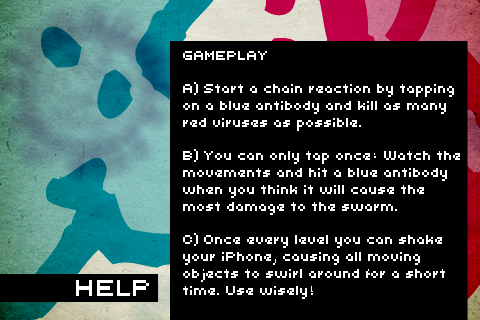 GAMEPLAY
A) Start a chain reaction by tapping
on a blue antibody and kill as many
red viruses as possible.
B) You can only tap once: Watch the
movements and hit a blue antibody
when you think it will cause the
most damage to the swarm.
C) Once every level you can shake
your iPhone, causing all moving
objects to swirl around for a short
time. Use wisely!
HELP